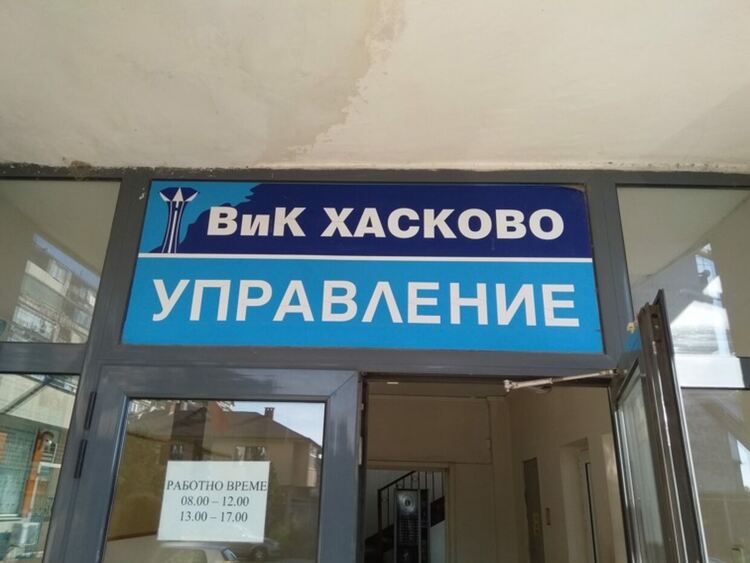 ВиК ХАСКОВО
УПРАВЛЕНИЕ
РАБОТНО ВРЕМЕ
08.00 – 12.00
13.00 – 17.00